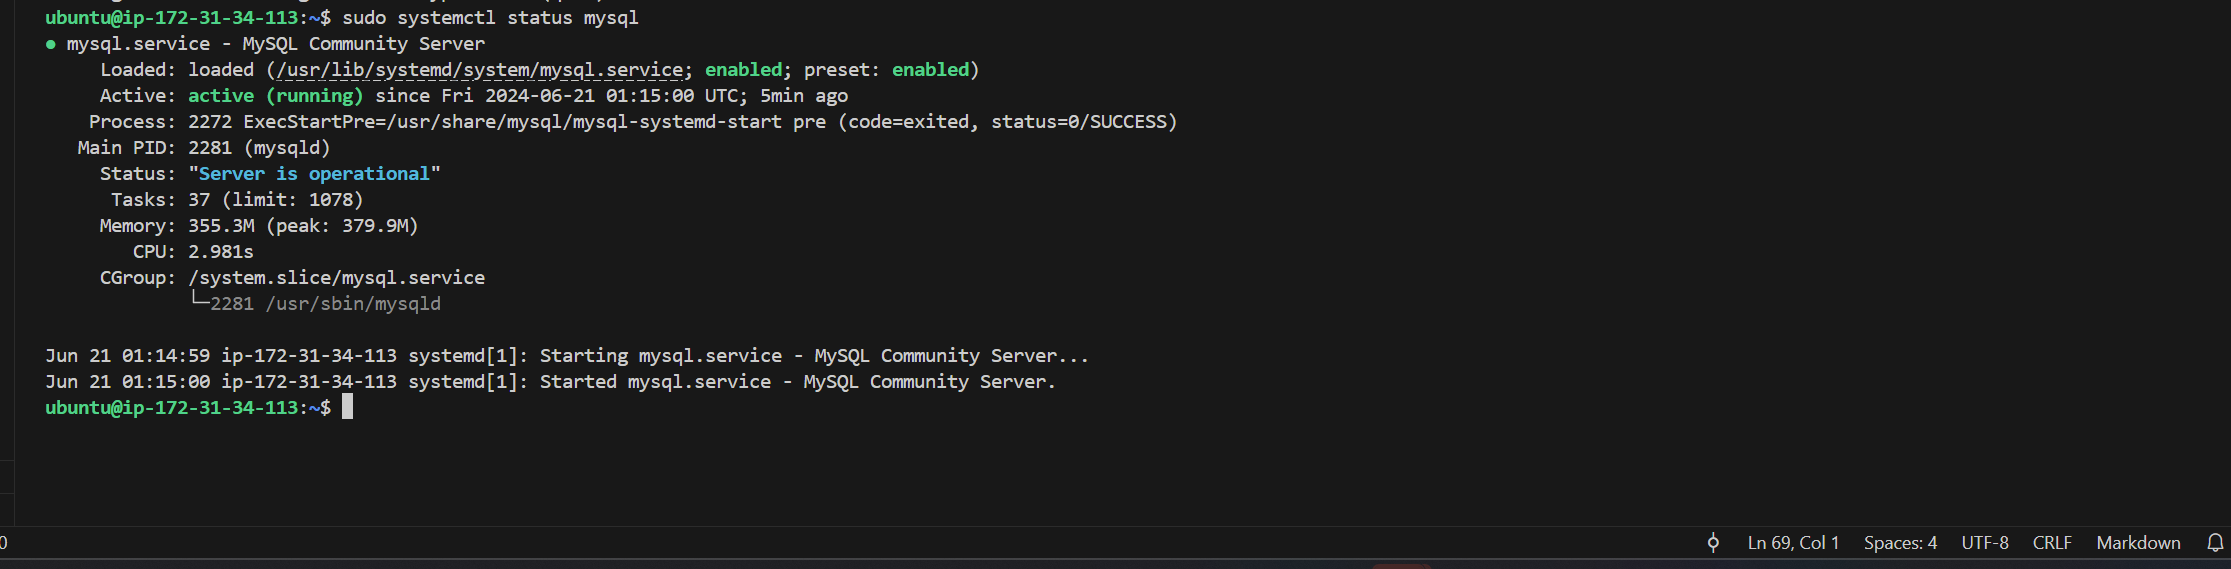 ubuntu@ip-172-31-34-113:~$ sudo systemctl status mysql
● mysql.service - MySQL Community Server
Loaded: loaded (/usr/lib/systemd/system/mysql.service; enabled; preset: enabled)
Active: active (running) since Fri 2024-06-21 01:15:00 UTC; 5min ago
Process: 2272 ExecStartPre=/usr/share/mysql/mysql-systemd-start pre (code=exited, status=0/SUCCESS)
Main PID: 2281 (mysqld)
Status: "Server is operational"
Tasks: 37 (limit: 1078)
Memory: 355.3M (peak: 379.9M)
CPU: 2.981s
CGroup: /system.slice/mysql.service
└─2281 /usr/sbin/mysqld
Jun 21 01:14:59 ip-172-31-34-113 systemd[1]: Starting mysql.service - MySQL Community Server...
Jun 21 01:15:00 ip-172-31-34-113 systemd[1]: Started mysql.service - MySQL Community Server.
ubuntu@ip-172-31-34-113:~$
0 Ln 69, Col 1 Spaces: 4 UTF-8 CRLF Markdown